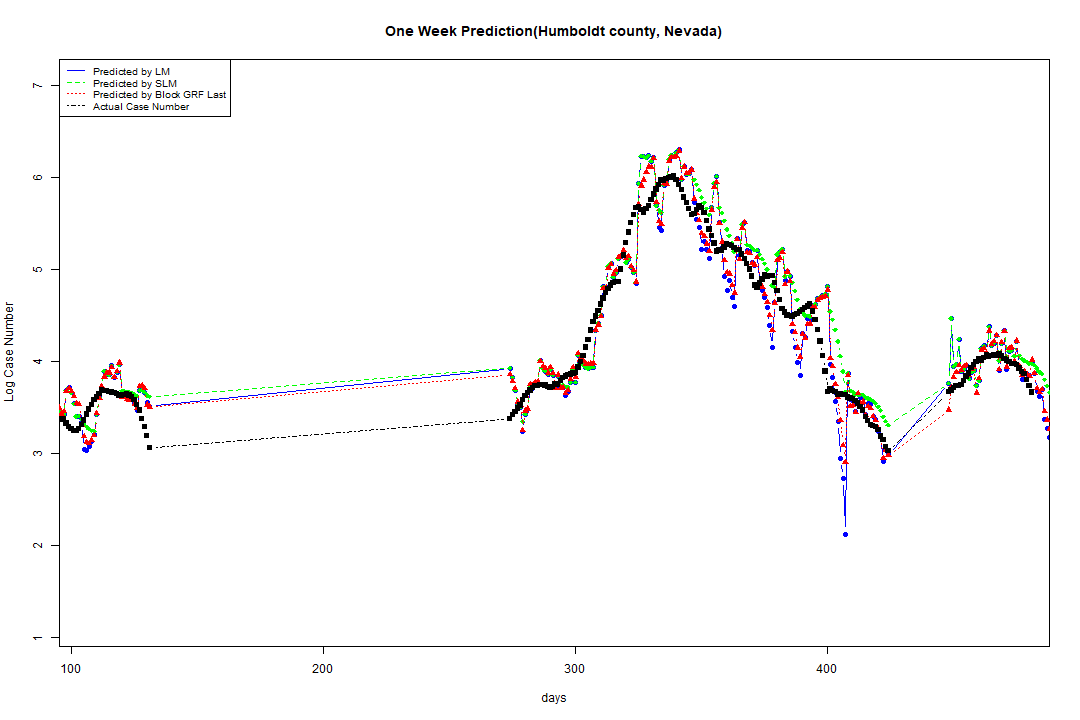 One Week Prediction(Humboldt county, Nevada)
Predicted by LM
Predicted by SLM
Predicted by Block GRF Last
Actual Case Number
7
6
5
4
3
2
1
Log Case Number
100 200 300 400
days